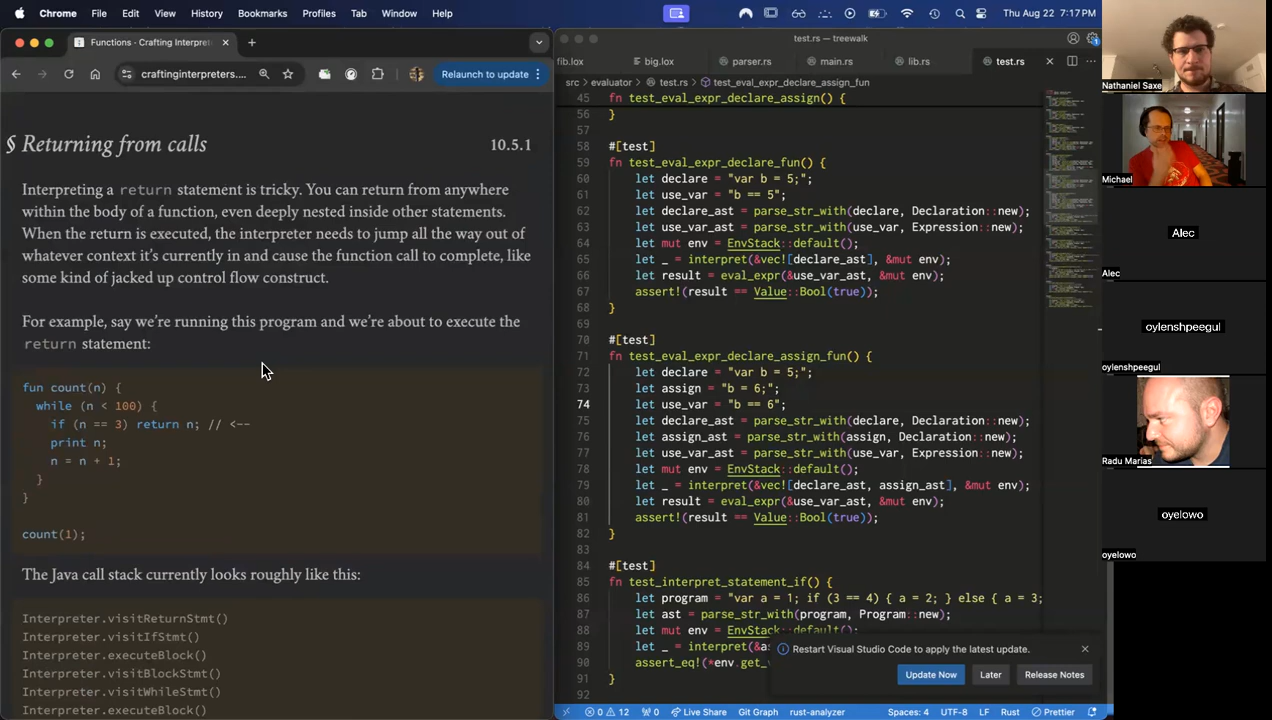 Chrome File Edit View History Bookmarks Profiles Tab Window Help Thu Aug 22 7:17 PM
Functions - Crafting Interpret
craftinginterpreters....
Relaunch to update
§ Returning from calls 10.5.1
Interpreting a return statement is tricky. You can return from anywhere
within the body of a function, even deeply nested inside other statements.
When the return is executed, the interpreter needs to jump all the way out of
whatever context it's currently in and cause the function call to complete, like
some kind of jacked up control flow construct.
For example, say we're running this program and we're about to execute the
return statement:
fun count(n) {
while (n < 100) {
if (n == 3) return n; // <--
print n;
n = n + 1;
}
}
count(1);
The Java call stack currently looks roughly like this:
Interpreter.visitReturnStmt()
Interpreter.visitIfStmt()
Interpreter.executeBlock()
Interpreter.visitBlockStmt()
Interpreter.visitWhileStmt()
Interpreter.executeBlock()
test.rs — treewalk
fib.lox big.lox parser.rs main.rs lib.rs test.rs
src > evaluator > test.rs > test_eval_expr_declare_assign_fun
45 fn test_eval_expr_declare_assign() {
56 }
57
58 #[test]
59 fn test_eval_expr_declare_fun() {
60 let declare = "var b = 5;";
61 let use_var = "b == 5";
62 let declare_ast = parse_str_with(declare, Declaration::new);
63 let use_var_ast = parse_str_with(use_var, Expression::new);
64 let mut env = EnvStack::default();
65 let _ = interpret(&vec![declare_ast], &mut env);
66 let result = eval_expr(&use_var_ast, &mut env);
67 assert!(result == Value::Bool(true));
68 }
69
70 #[test]
71 fn test_eval_expr_declare_assign_fun() {
72 let declare = "var b = 5;";
73 let assign = "b = 6;";
74 let use_var = "b == 6";
75 let declare_ast = parse_str_with(declare, Declaration::new);
76 let assign_ast = parse_str_with(assign, Declaration::new);
77 let use_var_ast = parse_str_with(use_var, Expression::new);
78 let mut env = EnvStack::default();
79 let _ = interpret(&vec![declare_ast, assign_ast], &mut env);
80 let result = eval_expr(&use_var_ast, &mut env);
81 assert!(result == Value::Bool(true));
82 }
83
84 #[test]
85 fn test_interpret_statement_if() {
86 let program = "var a = 1; if (3 == 4) { a = 2; } else { a = 3;
87 let ast = parse_str_with(program, Program::new);
88 let mut env = EnvStack::default();
89 let _ = interpret(&a
90 assert_eq!(*env.get_
91 }
92
Restart Visual Studio Code to apply the latest update.
Update Now Later Release Notes
0 12 0 Live Share Git Graph rust-analyzer Spaces: 4 UTF-8 LF Rust Prettier
Nathaniel Saxe
Michael
Alec
Alec
oylenshpeegul
oylenshpeegul
Radu Marias
oyelowo
oyelowo